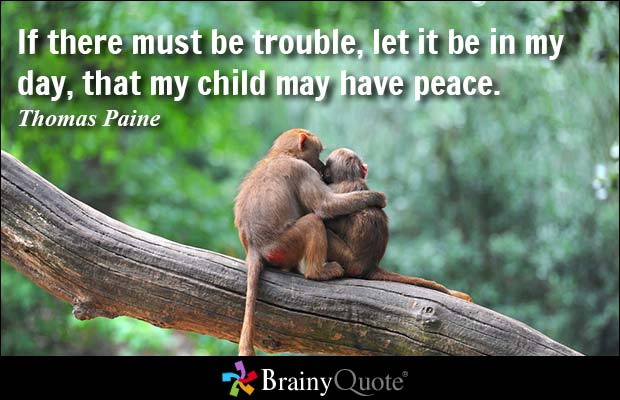 If there must be trouble, let it be in my
day, that my child may have peace.
Thomas Paine
BrainyQuote®